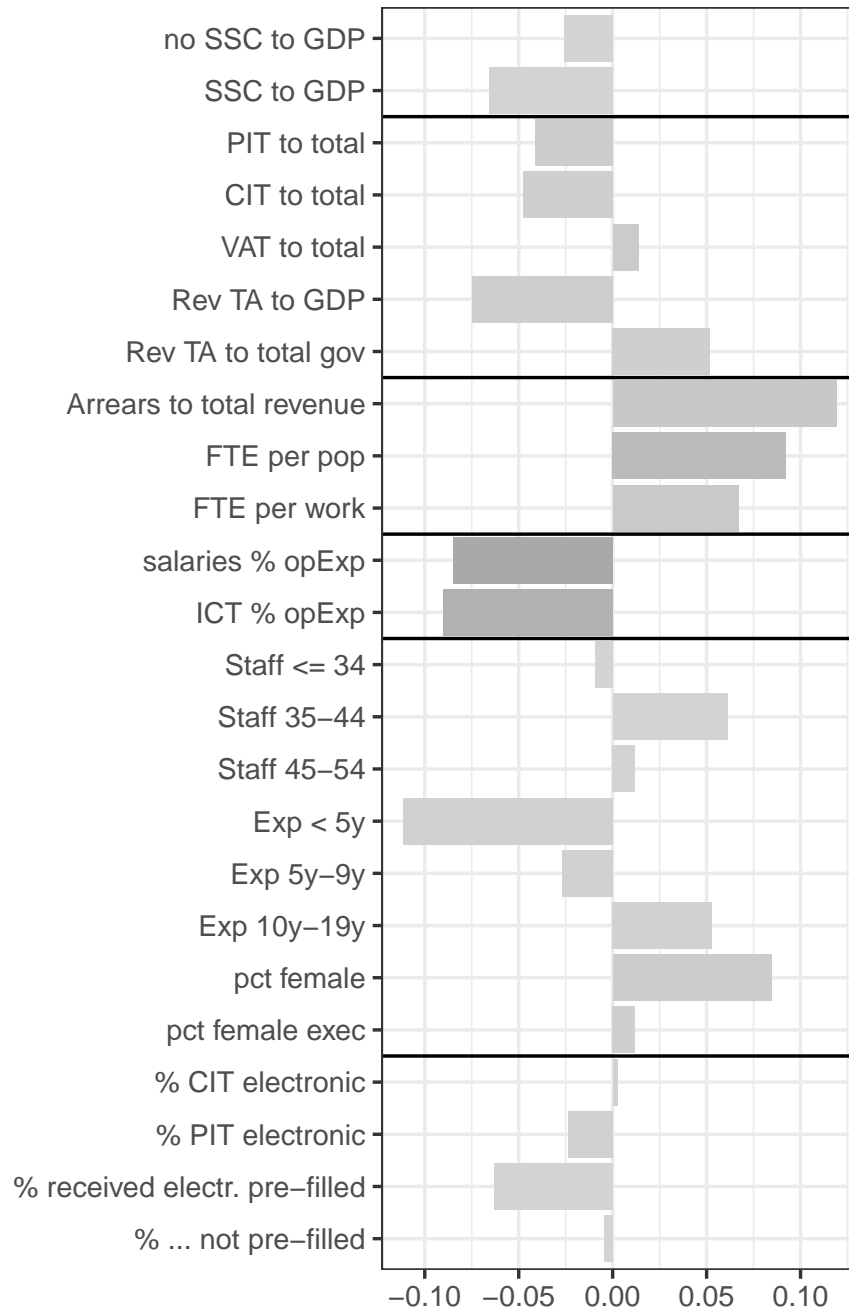 no SSC to GDP
SSC to GDP
PIT to total
CIT to total
VAT to total
Rev TA to GDP
Rev TA to total gov
Arrears to total revenue
FTE per pop
FTE per work
salaries % opExp
ICT % opExp
Staff <= 34
Staff 35−44
Staff 45−54
Exp < 5y
Exp 5y−9y
Exp 10y−19y
pct female
pct female exec
% CIT electronic
% PIT electronic
% received electr. pre−filled
% ... not pre−filled
−0.10 −0.05 0.00 0.05 0.10